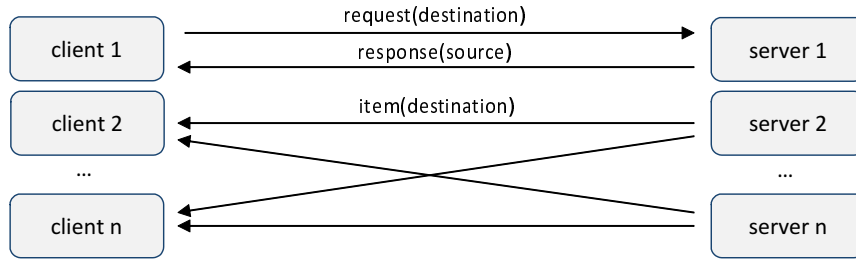 request(destination)
client 1
response(source)
server 1
client 2
item(destination)
server 2
...
...
client n
server n